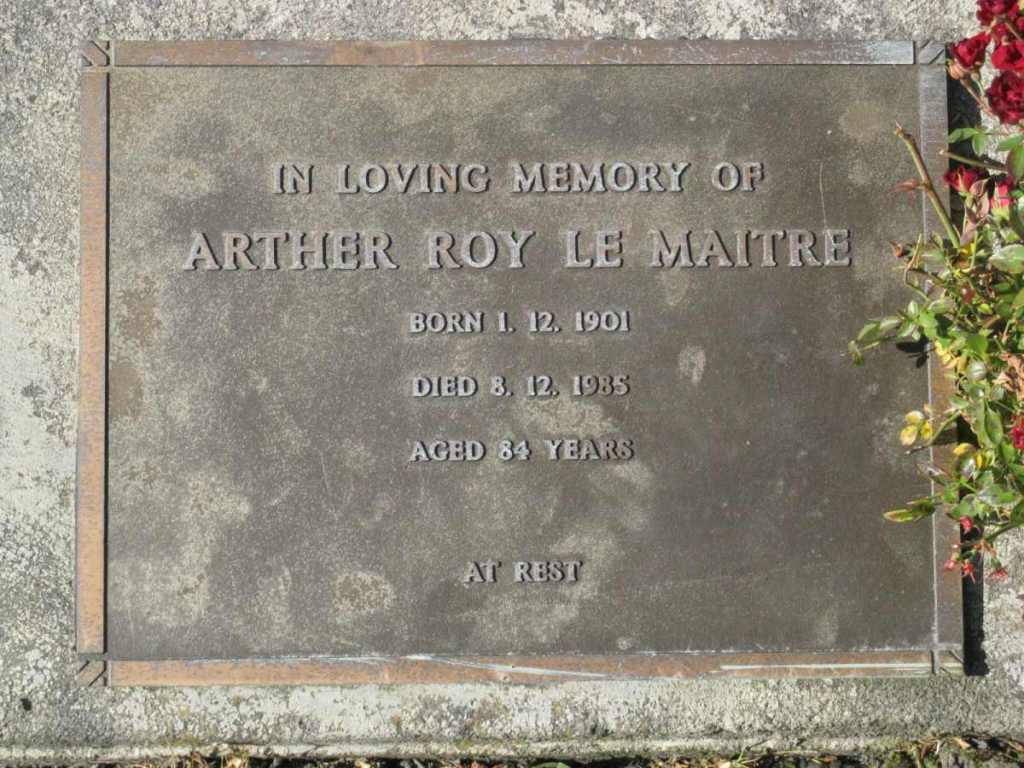 IN LOVING MEMORY OF
ARTHER ROY LE MAITRE
BORN 1. 12. 1901
DIED 8. 12. 1985
AGED 84 YEARS
AT REST